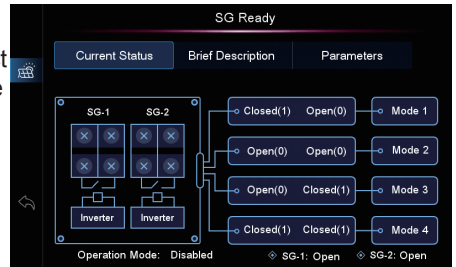 SG Ready
Current Status Brief Description Parameters
SG-1 SG-2
Inverter Inverter
Closed(1) Open(0) Mode 1
Open(0) Open(0) Mode 2
Open(0) Closed(1) Mode 3
Closed(1) Closed(1) Mode 4
Operation Mode: Disabled SG-1: Open SG-2: Open